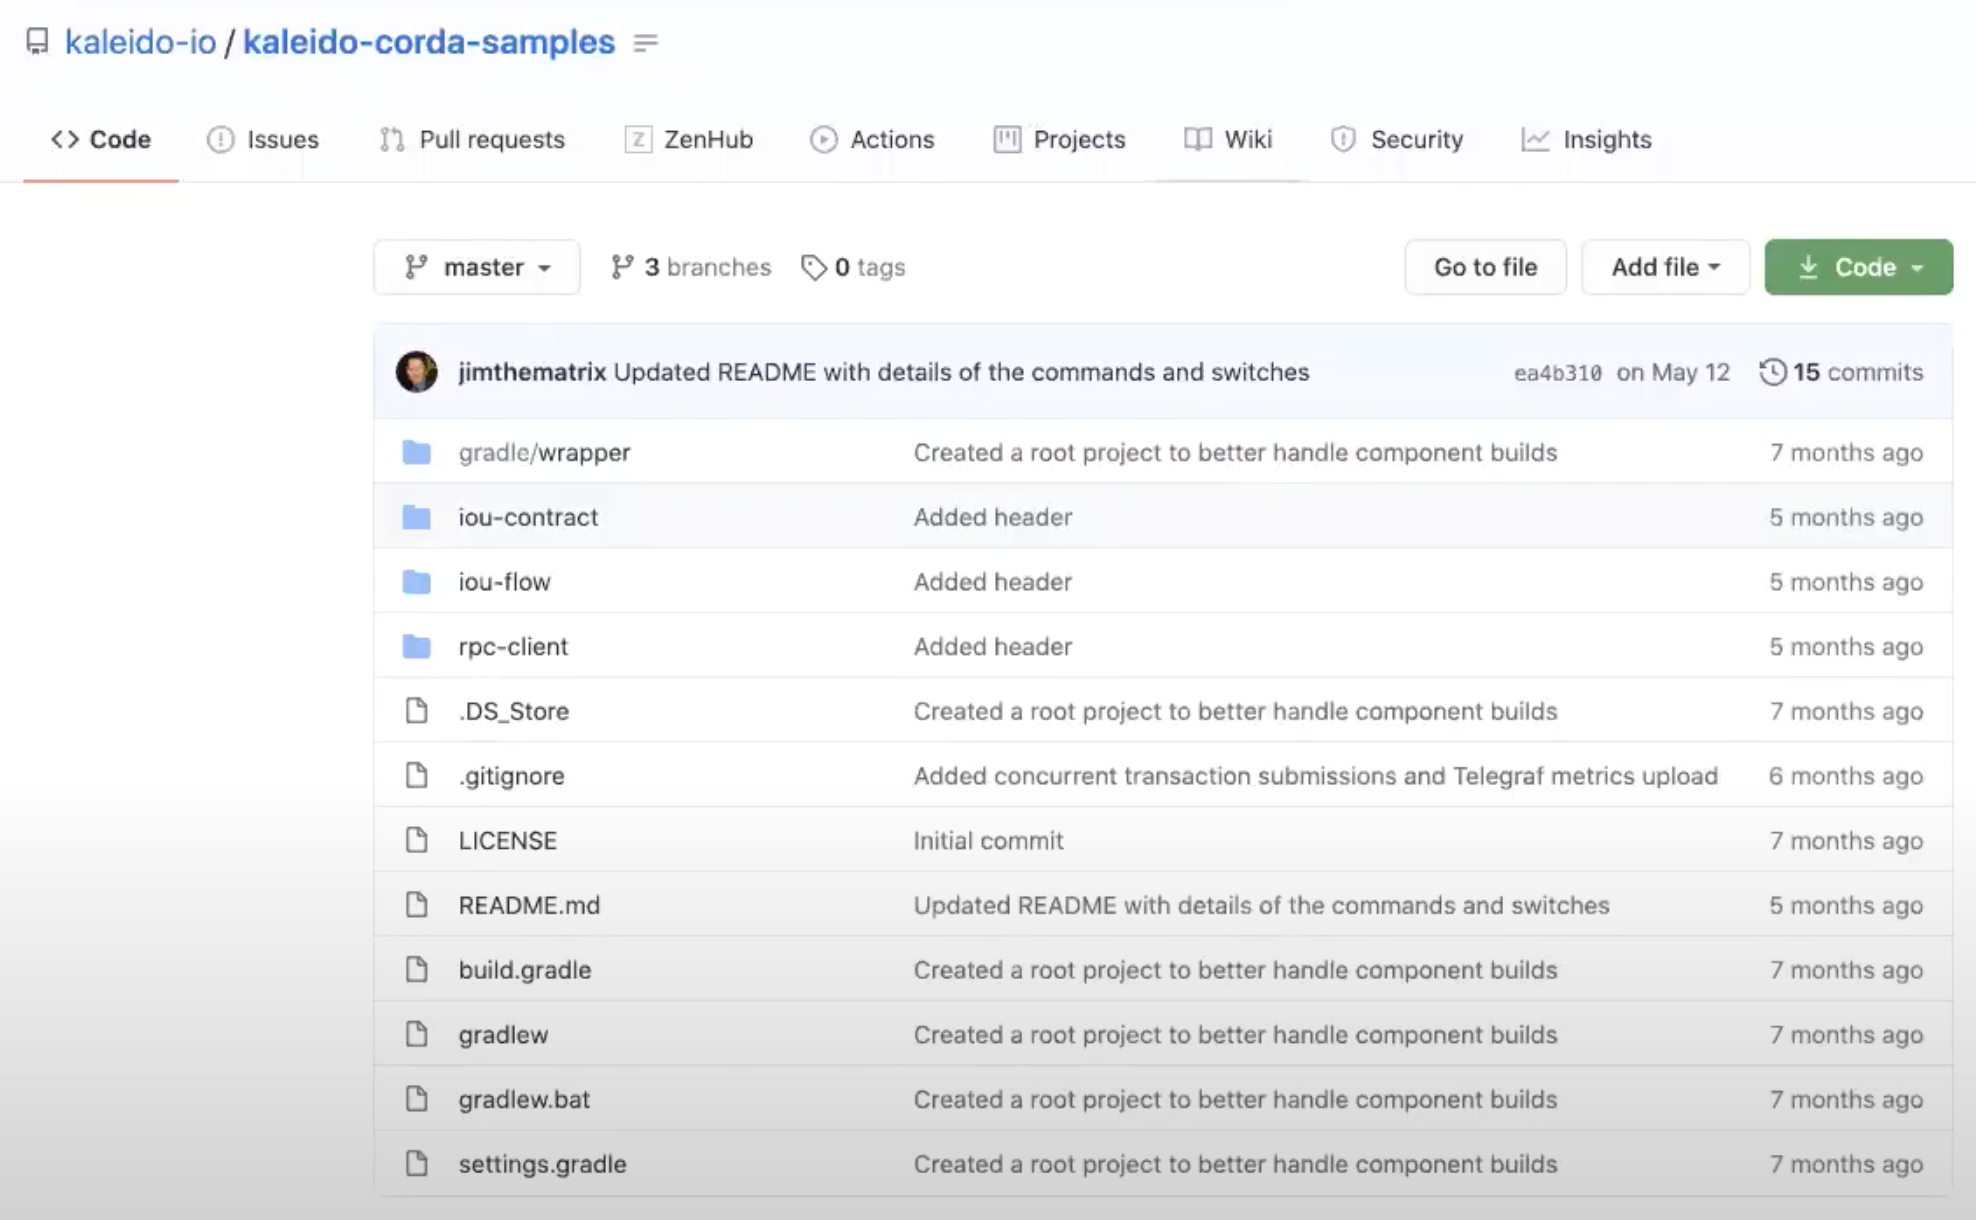 kaleido-io / kaleido-corda-samples
Code Issues Pull requests ZenHub Actions Projects Wiki Security Insights
master 3 branches 0 tags Go to file Add file Code
jimthematrix Updated README with details of the commands and switches ea4b310 on May 12 15 commits
gradle/wrapper Created a root project to better handle component builds 7 months ago
iou-contract Added header 5 months ago
iou-flow Added header 5 months ago
rpc-client Added header 5 months ago
.DS_Store Created a root project to better handle component builds 7 months ago
.gitignore Added concurrent transaction submissions and Telegraf metrics upload 6 months ago
LICENSE Initial commit 7 months ago
README.md Updated README with details of the commands and switches 5 months ago
build.gradle Created a root project to better handle component builds 7 months ago
gradlew Created a root project to better handle component builds 7 months ago
gradlew.bat Created a root project to better handle component builds 7 months ago
settings.gradle Created a root project to better handle component builds 7 months ago